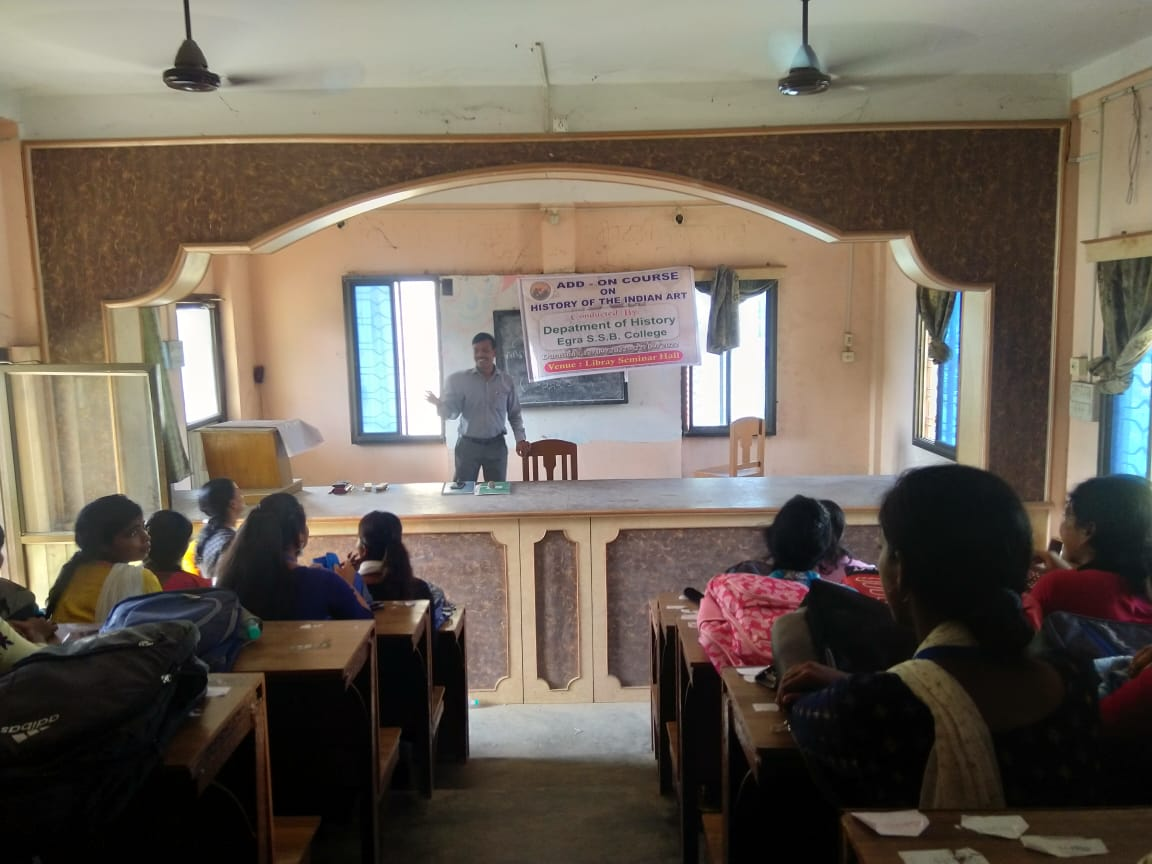 ADD - ON COURSE
ON
HISTORY OF THE INDIAN ART
Conducted By :
Depatment of History
Egra S.S.B. College
Venue : Libray Seminar Hall
adidas